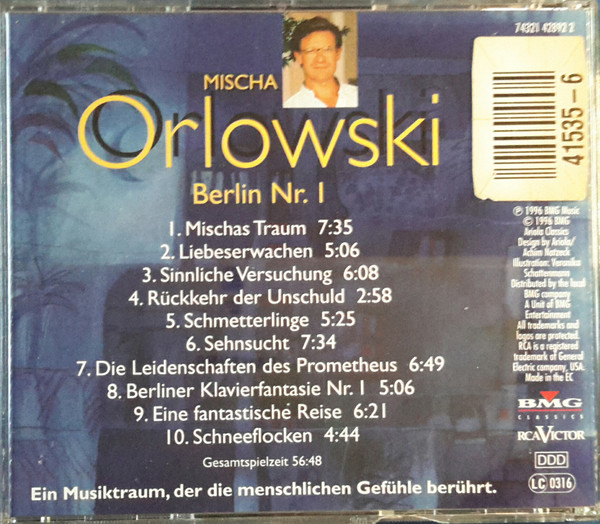 74321 42892 2
MISCHA
Orlowski
Berlin Nr. 1
1. Mischas Traum 7:35
2. Liebeserwachen 5:06
3. Sinnliche Versuchung 6:08
4. Rückkehr der Unschuld 2:58
5. Schmetterlinge 5:25
6. Sehnsucht 7:34
7. Die Leidenschaften des Prometheus 6:49
8. Berliner Klavierfantasie Nr. 1 5:06
9. Eine fantastische Reise 6:21
10. Schneeflocken 4:44
Gesamtspielzeit 56:48
Ein Musiktraum, der die menschlichen Gefühle berührt.
41535-6
℗ 1996 BMG Music
© 1996 BMG
Ariola Classics
Design by Ariola/
Achim Natzeck
Illustration: Veronika
Schattenmann
Distributed by the local
BMG company
A Unit of BMG
Entertainment
All trademarks and
logos are protected.
RCA is a registered
trademark of General
Electric company, USA.
Made in the EC
BMG
CLASSICS
RCA VICTOR
DDD
LC 0316